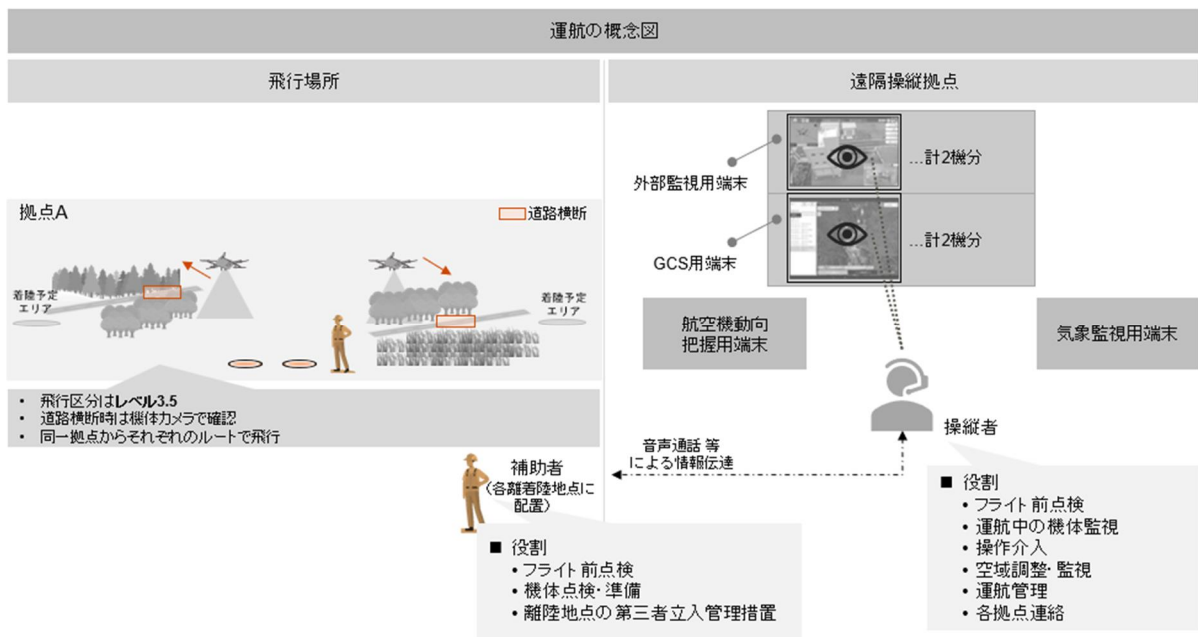 運航の概念図
飛行場所
拠点A
道路横断
着陸予定
エリア
着陸予定
エリア
• 飛行区分はレベル3.5
• 道路横断時は機体カメラで確認
• 同一拠点からそれぞれのルートで飛行
補助者
（各離着陸地点に
配置）
■ 役割
• フライト前点検
• 機体点検・準備
• 離陸地点の第三者立入管理措置
遠隔操縦拠点
外部監視用端末
…計2機分
GCS用端末
…計2機分
航空機動向
把握用端末
気象監視用端末
操縦者
音声通話 等
による情報伝達
■ 役割
• フライト前点検
• 運航中の機体監視
• 操作介入
• 空域調整・監視
• 運航管理
• 各拠点連絡